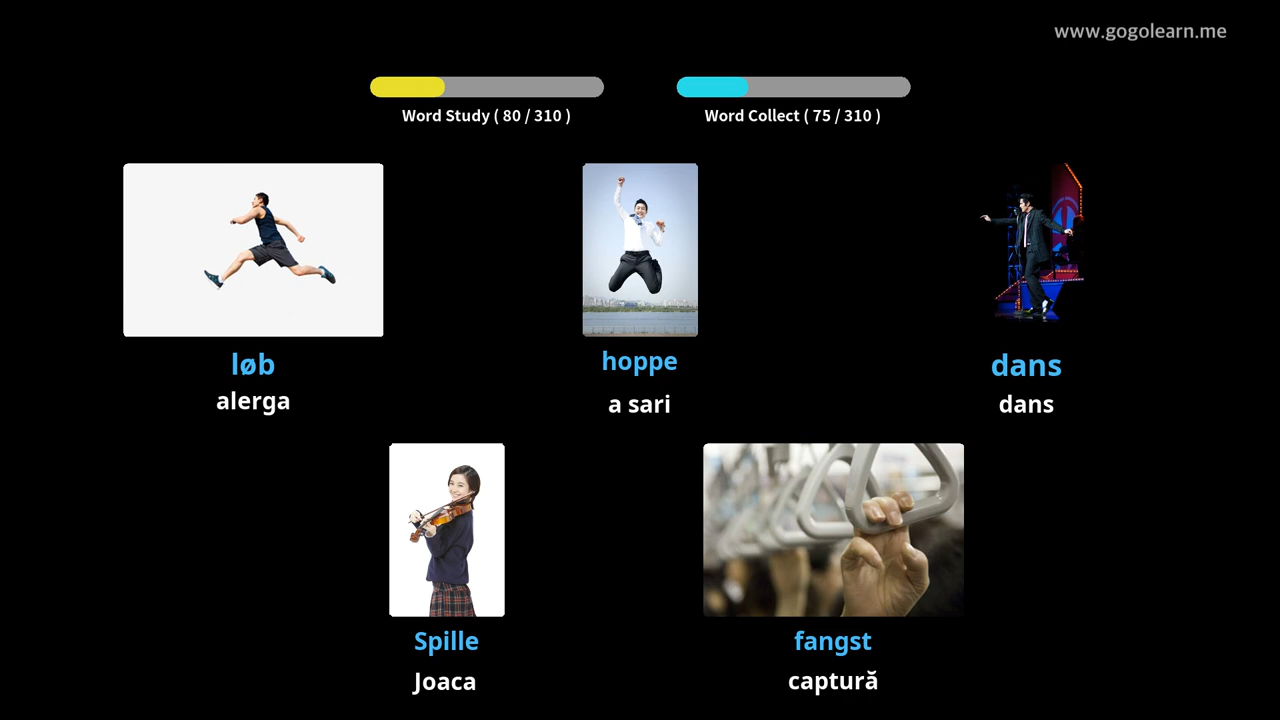 www.gogolearn.me
Word Study ( 80 / 310 )
Word Collect ( 75 / 310 )
løb
alerga
hoppe
a sari
dans
dans
Spille
Joaca
fangst
captură